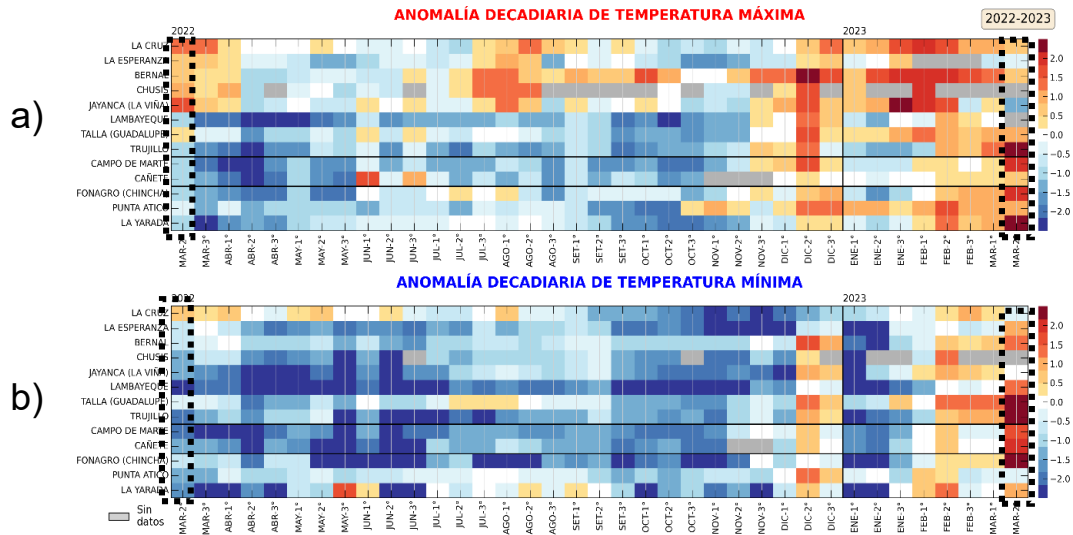 ANOMALÍA DECADIARIA DE TEMPERATURA MÁXIMA
2022-2023
2022
2023
a)
LA CRUZ
LA ESPERANZA
BERNAL
CHUSIS
JAYANCA (LA VIÑA)
LAMBAYEQUE
TALLA (GUADALUPE)
TRUJILLO
CAMPO DE MARTE
CAÑETE
FONAGRO (CHINCHA)
PUNTA ATICO
LA YARADA
2.0
1.5
1.0
0.5
0.0
−0.5
−1.0
−1.5
−2.0
MAR-2° MAR-3° ABR-1° ABR-2° ABR-3° MAY-1° MAY-2° MAY-3° JUN-1° JUN-2° JUN-3° JUL-1° JUL-2° JUL-3° AGO-1° AGO-2° AGO-3° SET-1° SET-2° SET-3° OCT-1° OCT-2° OCT-3° NOV-1° NOV-2° NOV-3° DIC-1° DIC-2° DIC-3° ENE-1° ENE-2° ENE-3° FEB-1° FEB-2° FEB-3° MAR-1° MAR-2
ANOMALÍA DECADIARIA DE TEMPERATURA MÍNIMA
2022
2023
b)
LA CRUZ
LA ESPERANZA
BERNAL
CHUSIS
JAYANCA (LA VIÑA)
LAMBAYEQUE
TALLA (GUADALUPE)
TRUJILLO
CAMPO DE MARTE
CAÑETE
FONAGRO (CHINCHA)
PUNTA ATICO
LA YARADA
2.0
1.5
1.0
0.5
0.0
−0.5
−1.0
−1.5
−2.0
Sin
datos
MAR-2 MAR-3° ABR-1° ABR-2° ABR-3° MAY-1° MAY 2° MAY-3° JUN-1° JUN-2° JUN-3° JUL-1° JUL-2° JUL-3° AGO-1° AGO-2° AGO-3° SET-1° SET-2° SET-3° OCT-1° OCT-2° OCT-3° NOV-1° NOV-2° NOV-3° DIC-1° DIC-2° DIC-3° ENE-1° ENE-2° ENE-3° FEB-1° FEB-2° FEB-3° MAR-1° MAR-2